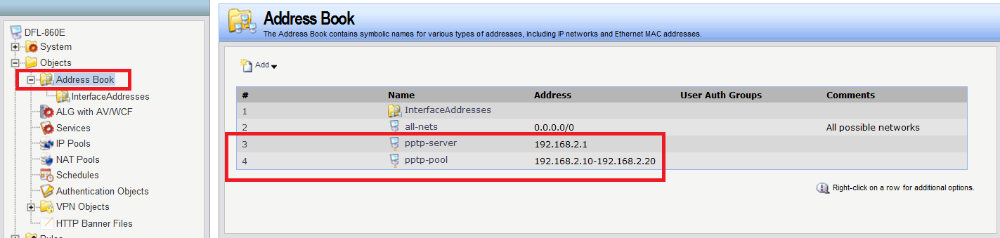 DFL-860E
System
Objects
Address Book
InterfaceAddresses
ALG with AV/WCF
Services
IP Pools
NAT Pools
Schedules
Authentication Objects
VPN Objects
HTTP Banner Files
Rules
Address Book
The Address Book contains symbolic names for various types of addresses, including IP networks and Ethernet MAC addresses.
Add
# Name Address User Auth Groups Comments
1 InterfaceAddresses
2 all-nets 0.0.0.0/0 All possible networks
3 pptp-server 192.168.2.1
4 pptp-pool 192.168.2.10-192.168.2.20
Right-click on a row for additional options.